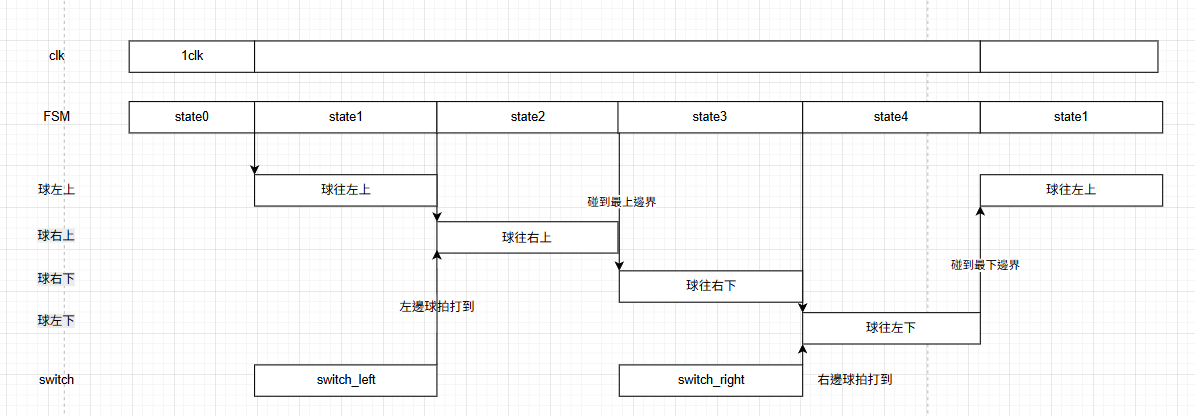 clk
1clk
FSM
state0
state1
state2
state3
state4
state1
球左上
球往左上
碰到最上邊界
球往左上
球右上
球往右上
球右下
球往右下
碰到最下邊界
左邊球拍打到
球左下
球往左下
switch
switch_left
switch_right
右邊球拍打到